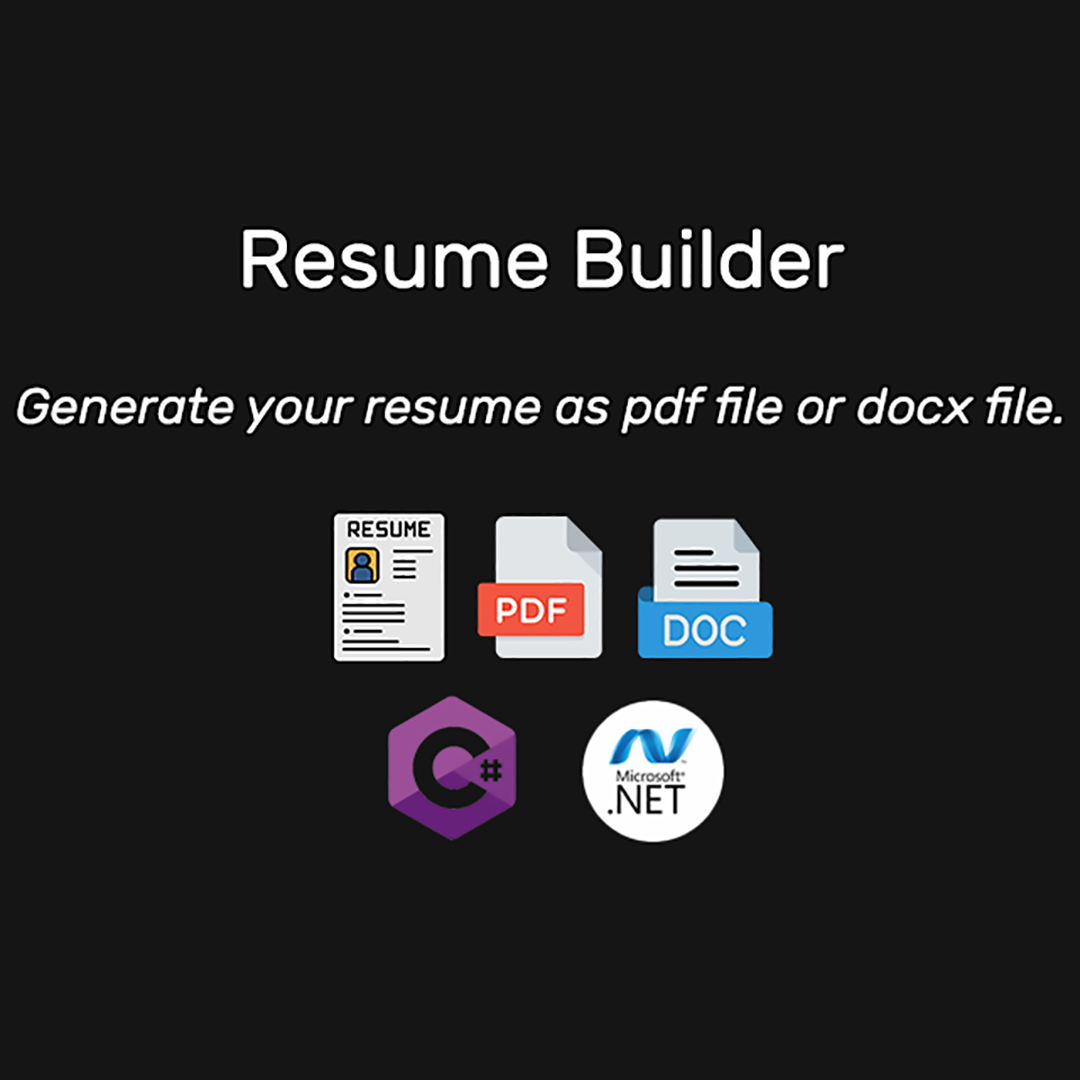 Resume Builder
Generate your resume as pdf file or docx file.
RESUME
PDF
DOC
C#
Microsoft®
.NET